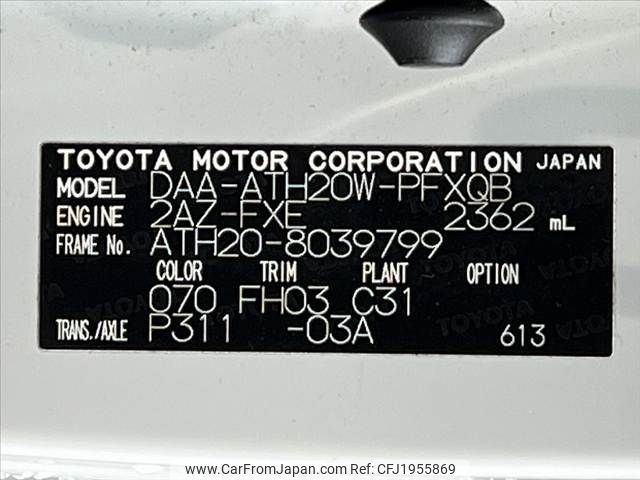 TOYOTA MOTOR CORPORATION JAPAN
MODEL DAA-ATH20W-PFXQB
ENGINE 2AZ-FXE 2362 mL
FRAME No. ATH20-8039799
COLOR TRIM PLANT OPTION
070 FH03 C31
TRANS./AXLE P311 -03A 613
www.CarFromJapan.com CFJ1955869